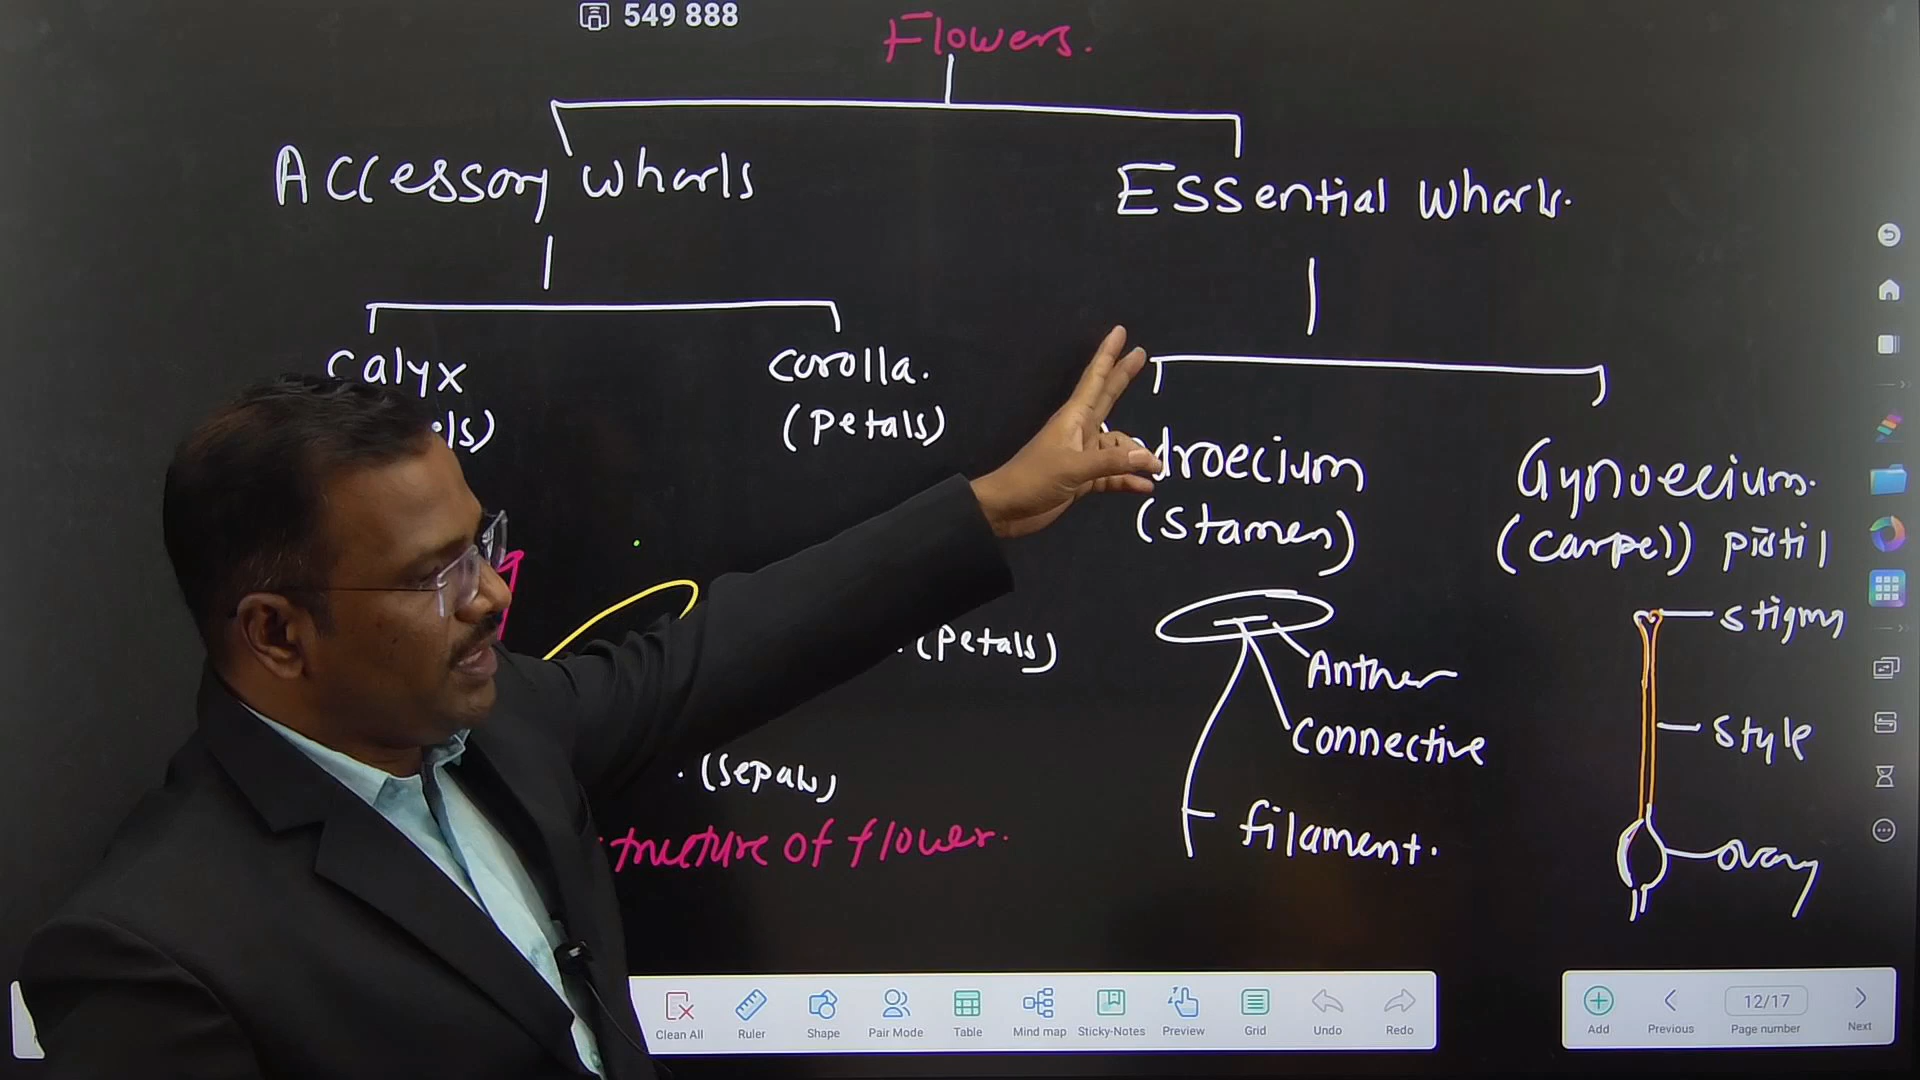 549 888
Flowers.
Accessory wharls
Essential wharls.
calyx
corolla.
(Petals)
droecium
(Stamen)
Gynoecium.
(Carpel) pistil
Stigma
.(Petals)
Anther
Connective
Style
.(Sepals)
tructure of flower.
filament.
ovary
Clean All
Ruler
Shape
Pair Mode
Table
Mind map
Sticky-Notes
Preview
Grid
Undo
Redo
Add
Previous
12/17
Page number
Next